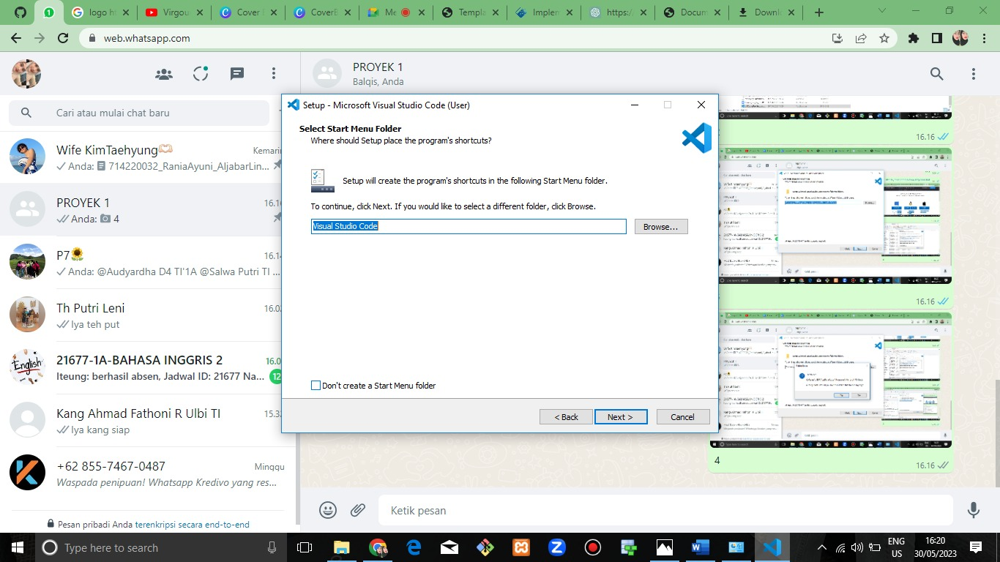 logo h
Virgou
Cover
CoverB
Me
Templa
Implem
https:/
Docum
Downl
web.whatsapp.com
PROYEK 1
Balqis, Anda
Cari atau mulai chat baru
Wife KimTaehyung🫶🏻
Kemarin
Anda: 714220032_RaniaAyuni_AljabarLin...
PROYEK 1
16.16
Anda: 4
P7🌻
16.14
Anda: @Audyardha D4 TI'1A @Salwa Putri TI ...
Th Putri Leni
16.02
Iya teh put
21677-1A-BAHASA INGGRIS 2
16.0
Iteung: berhasil absen, Jadwal ID: 21677 Na...
12
Kang Ahmad Fathoni R Ulbi TI
15.3
Iya kang siap
+62 855-7467-0487
Minggu
Waspada penipuan! Whatsapp Kredivo yang res...
Pesan pribadi Anda terenkripsi secara end-to-end
Setup - Microsoft Visual Studio Code (User)
Select Start Menu Folder
Where should Setup place the program's shortcuts?
Setup will create the program's shortcuts in the following Start Menu folder.
To continue, click Next. If you would like to select a different folder, click Browse.
Visual Studio Code
Browse...
Don't create a Start Menu folder
< Back
Next >
Cancel
16.16
16.16
4
16.16
Ketik pesan
Type here to search
ENG
US
16:20
30/05/2023